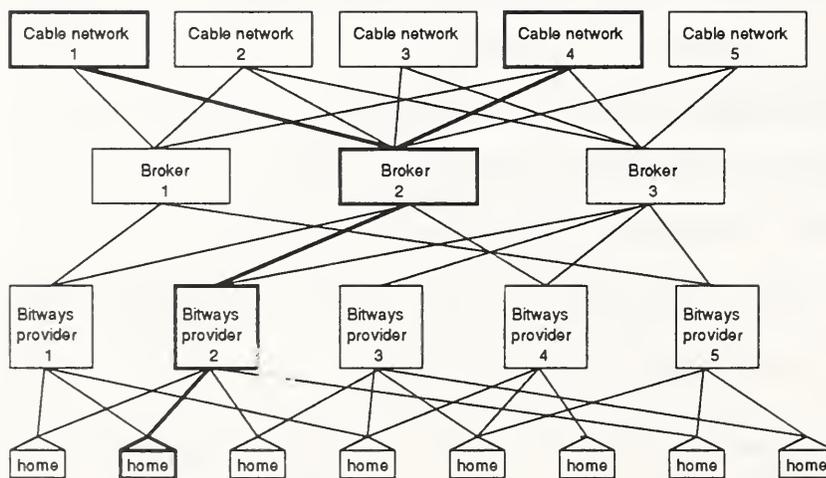 Cable network
1
Cable network
2
Cable network
3
Cable network
4
Cable network
5
Broker
1
Broker
2
Broker
3
Bitways
provider
1
Bitways
provider
2
Bitways
provider
3
Bitways
provider
4
Bitways
provider
5
home
home
home
home
home
home
home
home